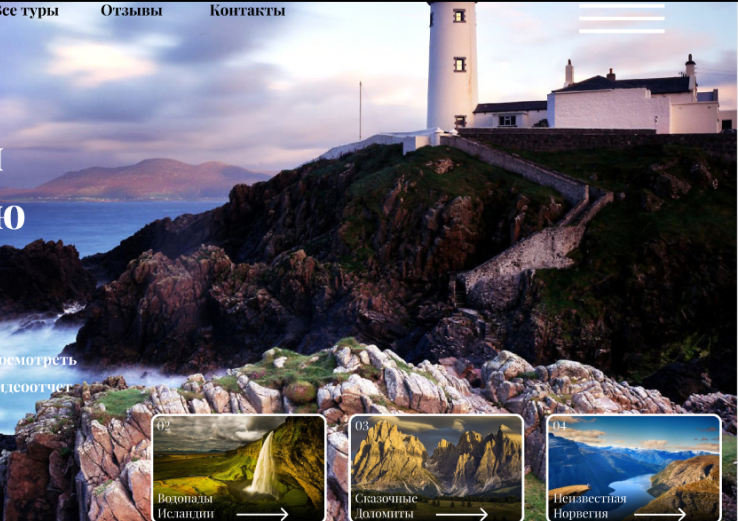 Все туры Отзывы Контакты
ю
осмотреть
идеоотчет
02
03
04
Водопады
Исландии
Сказочные
Доломиты
Неизвестная
Норвегия